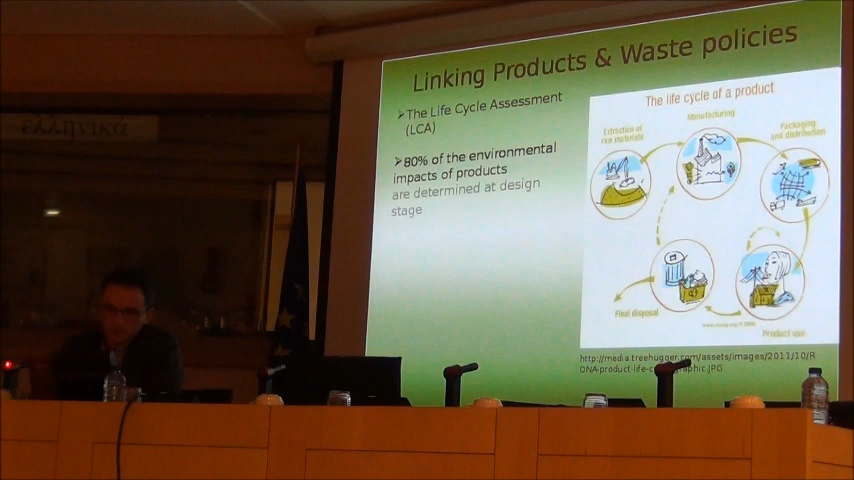 ελληνικά
Linking Products & Waste policies
➢The Life Cycle Assessment
(LCA)
➢80% of the environmental
impacts of products
are determined at design
stage
The life cycle of a product
Manufacturing
Extraction of
raw materials
Packaging
and distribution
Final disposal
Product use
http://media.treehugger.com/assets/images/2011/10/R
ONA-product-life-
graphic.JPG